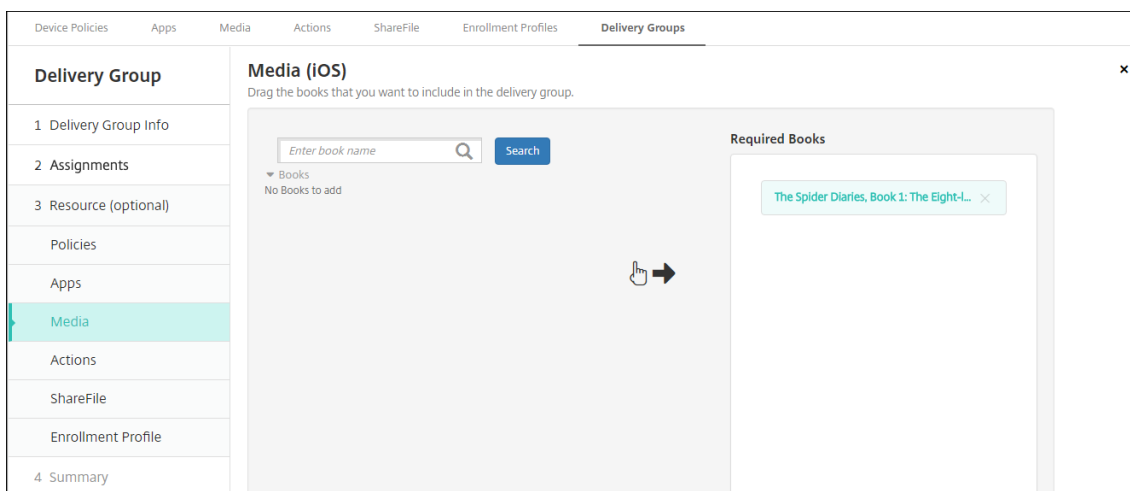 Device Policies Apps Media Actions ShareFile Enrollment Profiles Delivery Groups
Delivery Group
1 Delivery Group Info
2 Assignments
3 Resource (optional)
Policies
Apps
Media
Actions
ShareFile
Enrollment Profile
4 Summary
Media (iOS)
Drag the books that you want to include in the delivery group.
Enter book name
Search
Books
No Books to add
Required Books
The Spider Diaries, Book 1: The Eight-l...